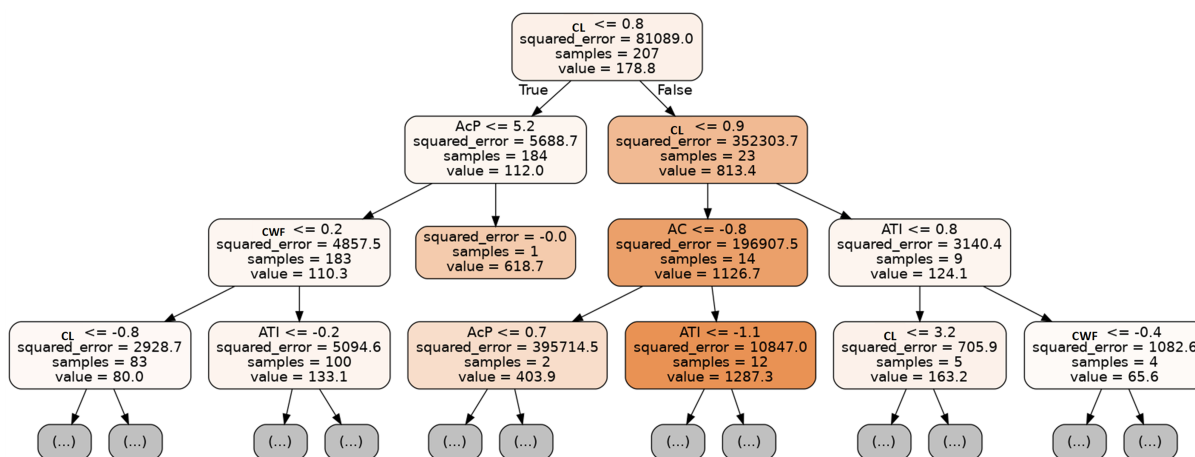 CL <= 0.8
squared_error = 81089.0
samples = 207
value = 178.8
True
False
AcP <= 5.2
squared_error = 5688.7
samples = 184
value = 112.0
CL <= 0.9
squared_error = 352303.7
samples = 23
value = 813.4
CWF <= 0.2
squared_error = 4857.5
samples = 183
value = 110.3
squared_error = -0.0
samples = 1
value = 618.7
AC <= -0.8
squared_error = 196907.5
samples = 14
value = 1126.7
ATI <= 0.8
squared_error = 3140.4
samples = 9
value = 124.1
CL <= -0.8
squared_error = 2928.7
samples = 83
value = 80.0
ATI <= -0.2
squared_error = 5094.6
samples = 100
value = 133.1
AcP <= 0.7
squared_error = 395714.5
samples = 2
value = 403.9
ATI <= -1.1
squared_error = 10847.0
samples = 12
value = 1287.3
CL <= 3.2
squared_error = 705.9
samples = 5
value = 163.2
CWF <= -0.4
squared_error = 1082.6
samples = 4
value = 65.6
(...)
(...)
(...)
(...)
(...)
(...)
(...)
(...)
(...)
(...)
(...)
(...)